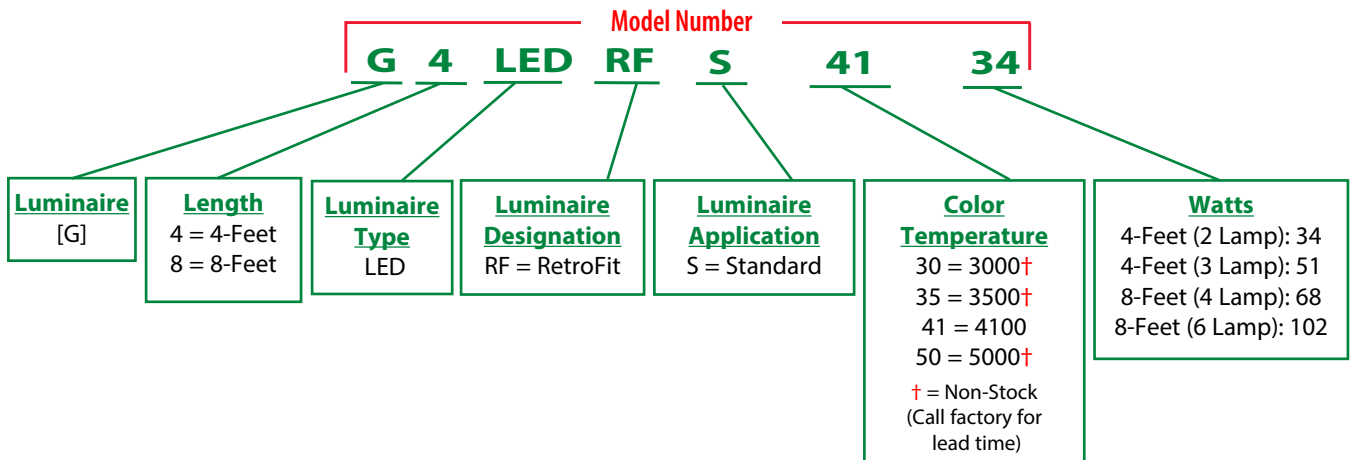 Model Number
G 4 LED RF S 41 34
Luminaire
[G]
Length
4 = 4-Feet
8 = 8-Feet
Luminaire
Type
LED
Luminaire
Designation
RF = RetroFit
Luminaire
Application
S = Standard
Color
Temperature
30 = 3000†
35 = 3500†
41 = 4100
50 = 5000†
† = Non-Stock
(Call factory for
lead time)
Watts
4-Feet (2 Lamp): 34
4-Feet (3 Lamp): 51
8-Feet (4 Lamp): 68
8-Feet (6 Lamp): 102